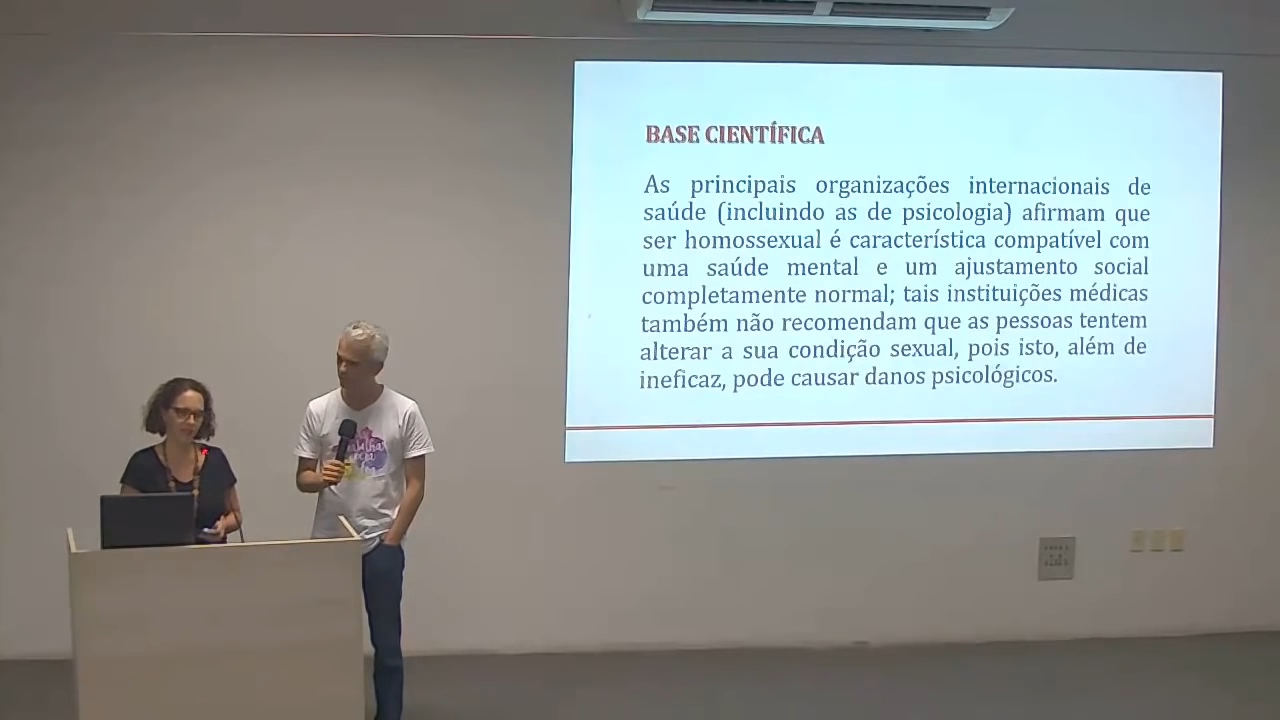 BASE CIENTÍFICA
As principais organizações internacionais de
saúde (incluindo as de psicologia) afirmam que
ser homossexual é característica compatível com
uma saúde mental e um ajustamento social
completamente normal; tais instituições médicas
também não recomendam que as pessoas tentem
alterar a sua condição sexual, pois isto, além de
ineficaz, pode causar danos psicológicos.